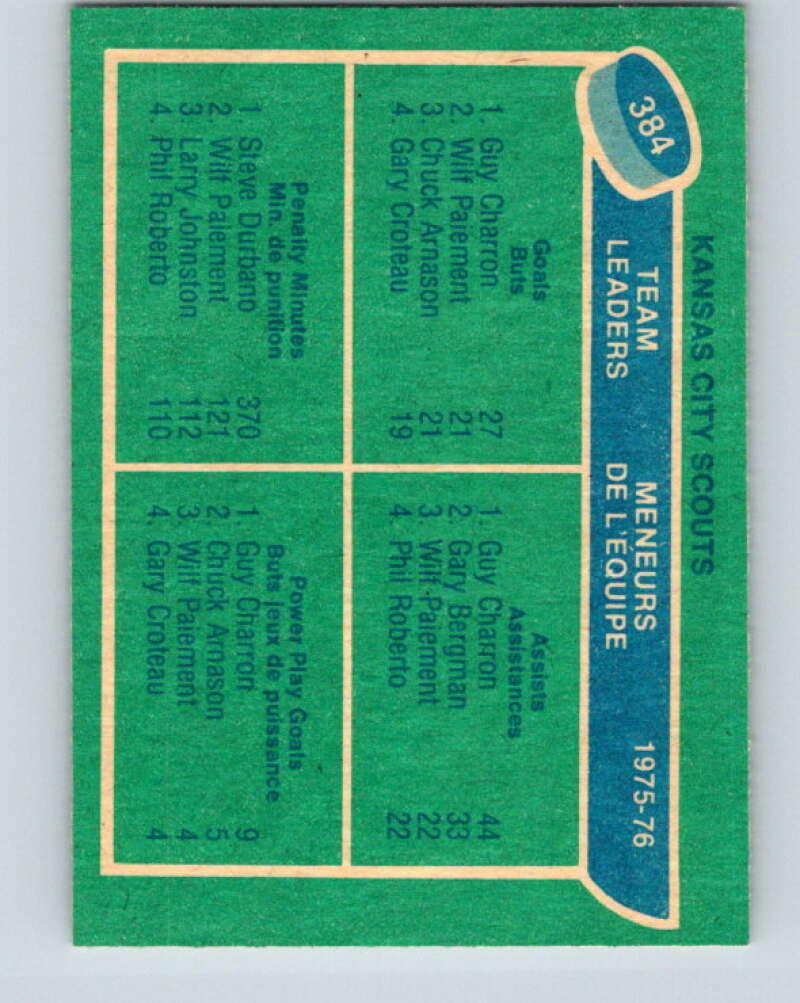 KANSAS CITY SCOUTS
384
TEAM LEADERS
MENEURS DE L'ÉQUIPE
1975-76
Goals
Buts
1. Guy Charron 27
2. Wilf Paiement 21
3. Chuck Arnason 21
4. Gary Croteau 19
Assists
Assistances
1. Guy Charron 44
2. Gary Bergman 33
3. Wilf Paiement 22
4. Phil Roberto 22
Penalty Minutes
Min. de punition
1. Steve Durbano 370
2. Wilf Paiement 121
3. Larry Johnston 112
4. Phil Roberto 110
Power Play Goals
Buts jeux de puissance
1. Guy Charron 9
2. Chuck Arnason 5
3. Wilf Paiement 4
4. Gary Croteau 4